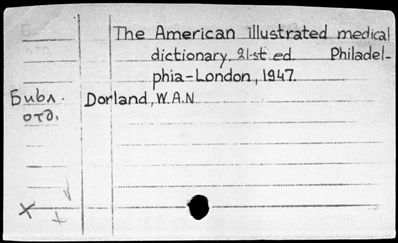 The American illustrated medical
dictionary. 21-st ed. Philadel-
phia-London, 1947.
Библ.
отд.
Dorland, W.A.N